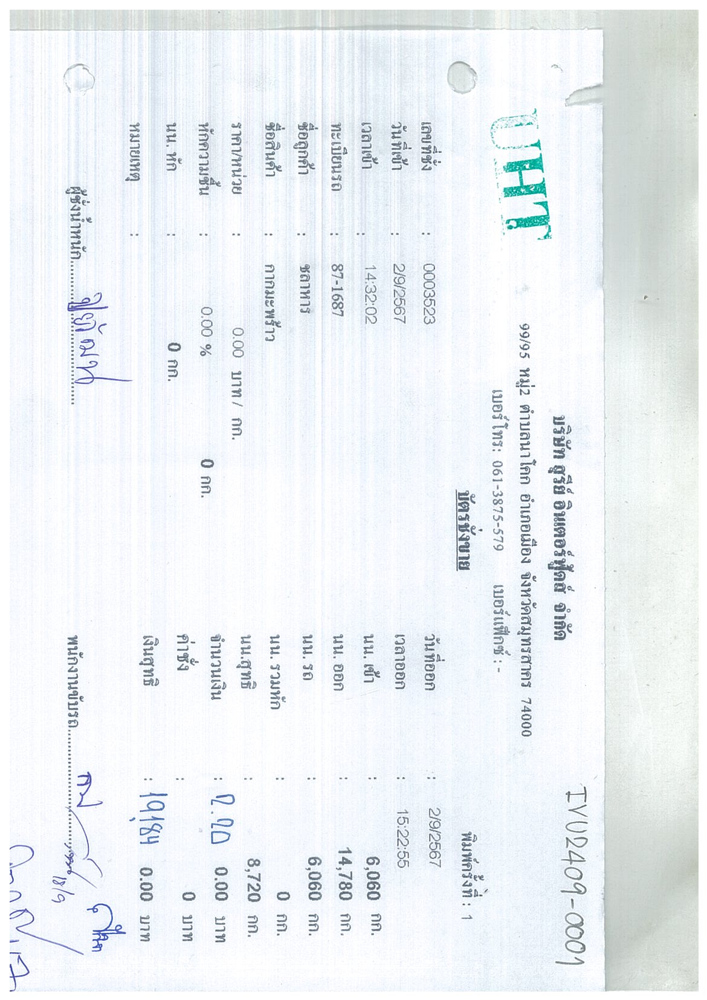 IVU2409-0001
บริษัท สุรีย์ อินเตอร์ฟู้ดส์ จำกัด
UHT
99/95 หมู่2 ตำบลนาโคก อำเภอเมือง จังหวัดสมุทรสาคร 74000
เบอร์โทร: 061-3875-579 เบอร์แฟ็กซ์ : -
บัตรชั่งขาย
พิมพ์ครั้งที่ : 1
เลขที่ชั่ง : 0003523 วันที่ออก : 2/9/2567
วันที่เข้า : 2/9/2567 เวลาออก : 15:22:55
เวลาเข้า : 14:32:02 นน. เข้า : 6,060 กก.
ทะเบียนรถ : 87-1687 นน. ออก : 14,780 กก.
ชื่อลูกค้า : ชลาหาร นน. รถ : 6,060 กก.
ชื่อสินค้า : กากมะพร้าว นน. รวมหัก : 0 กก.
ราคา/หน่วย : 0.00 บาท / กก. นน.สุทธิ : 8,720 กก.
หักความชื้น : 0.00 % 0 กก. จำนวนเงิน : 2.20 0.00 บาท
นน. หัก : 0 กก. ค่าชั่ง : 0 บาท
หมายเหตุ : เงินสุทธิ : 19,184 0.00 บาท
ผู้ชั่งน้ำหนัก.............................. พนักงานขับรถ..............................
18/9